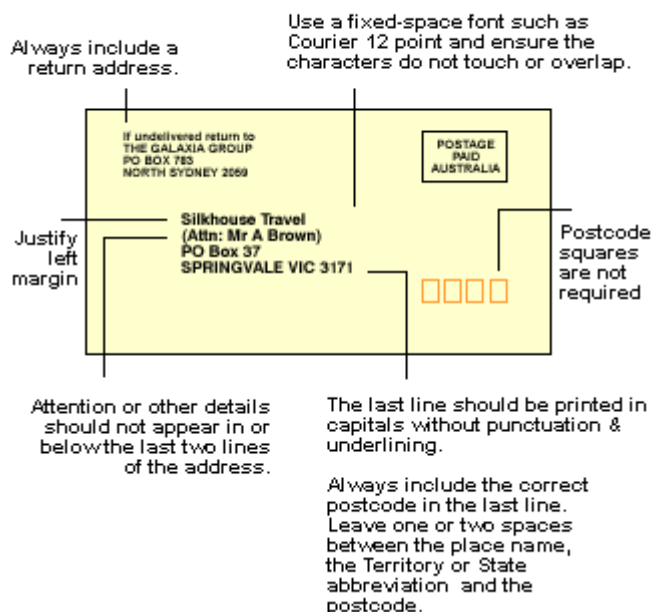 Always include a
return address.
Use a fixed-space font such as
Courier 12 point and ensure the
characters do not touch or overlap.
If undelivered return to
THE GALAXIA GROUP
PO BOX 783
NORTH SYDNEY 2059
POSTAGE
PAID
AUSTRALIA
Silkhouse Travel
(Attn: Mr A Brown)
PO Box 37
SPRINGVALE VIC 3171
Justify
left
margin
Postcode
squares
are not
required
Attention or other details
should not appear in or
below the last two lines
of the address.
The last line should be printed in
capitals without punctuation &
underlining.
Always include the correct
postcode in the last line.
Leave one or two spaces
between the place name,
the Territory or State
abbreviation and the
postcode.